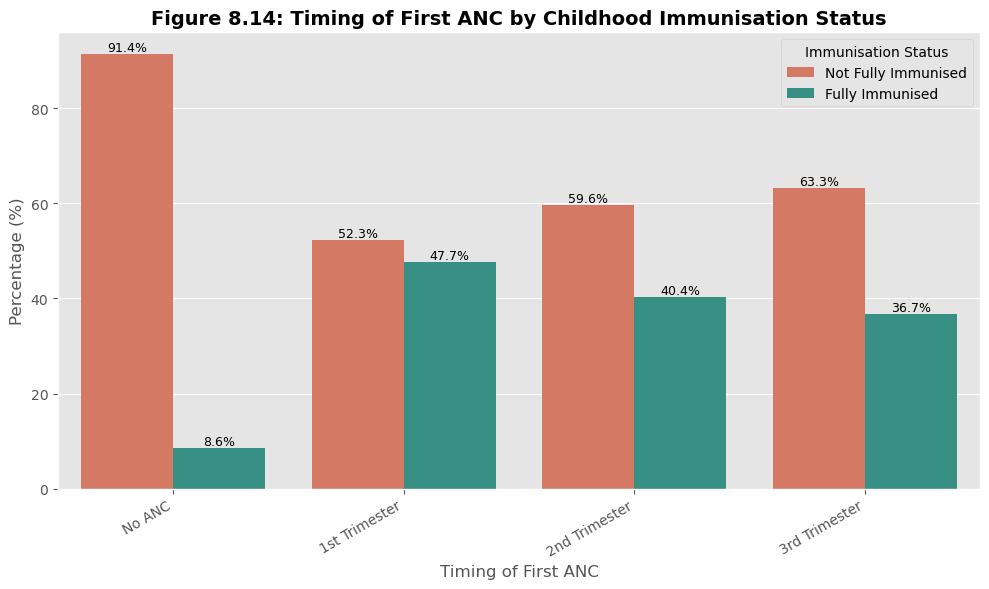 Figure 8.14: Timing of First ANC by Childhood Immunisation Status
Immunisation Status
Not Fully Immunised
Fully Immunised
Percentage (%)
80
60
40
20
0
91.4%
8.6%
52.3%
47.7%
59.6%
40.4%
63.3%
36.7%
No ANC
1st Trimester
2nd Trimester
3rd Trimester
Timing of First ANC